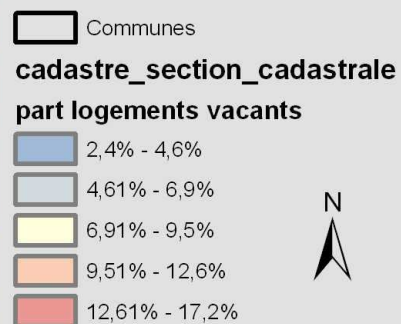 Communes
cadastre_section_cadastrale
part logements vacants
2,4% - 4,6%
4,61% - 6,9%
6,91% - 9,5%
9,51% - 12,6%
12,61% - 17,2%
N